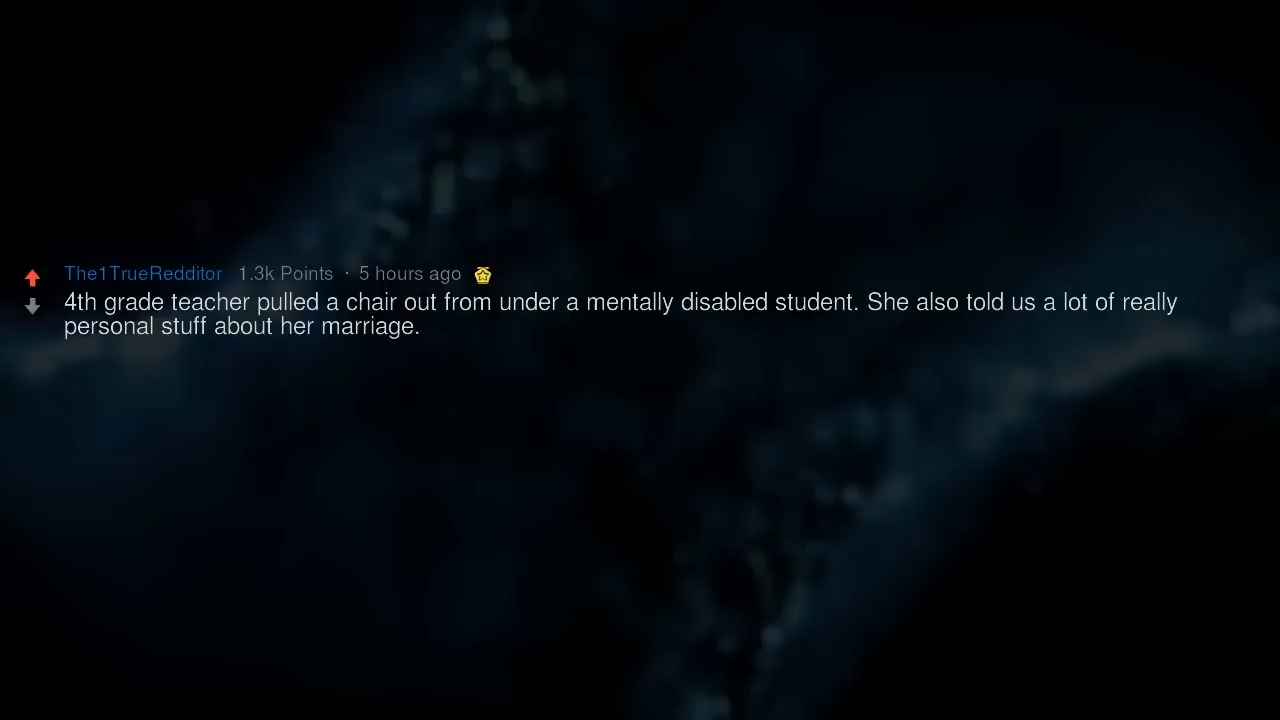 The1TrueRedditor 1.3k Points · 5 hours ago
4th grade teacher pulled a chair out from under a mentally disabled student. She also told us a lot of really
personal stuff about her marriage.